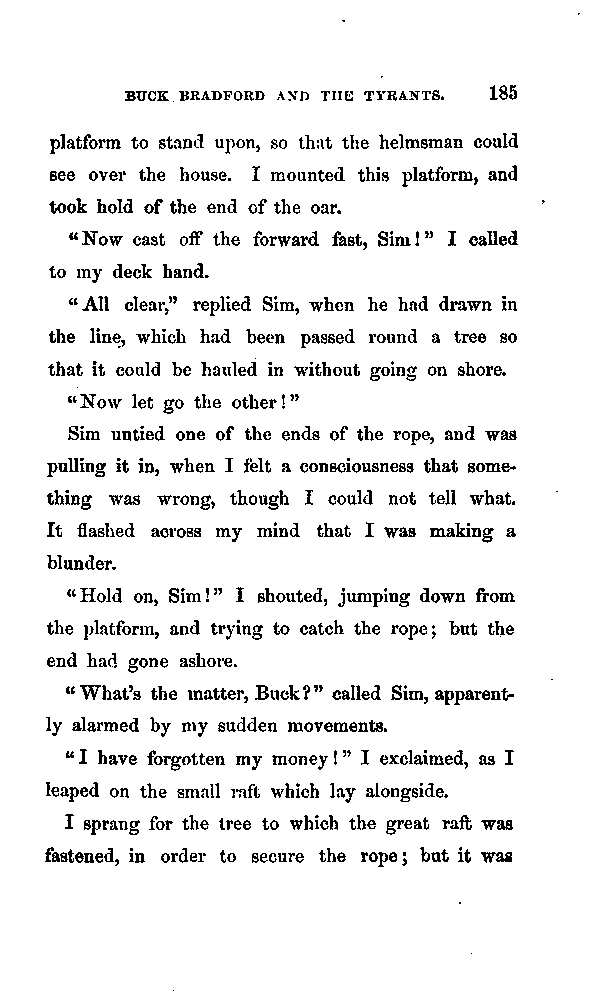 BUCK BRADFORD AND THE TYRANTS. 185
platform to stand upon, so that the helmsman could
see over the house. I mounted this platform, and
took hold of the end of the oar.
“Now cast off the forward fast, Sim!” I called
to my deck hand.
“All clear,” replied Sim, when he had drawn in
the line, which had been passed round a tree so
that it could be hauled in without going on shore.
“Now let go the other!”
Sim untied one of the ends of the rope, and was
pulling it in, when I felt a consciousness that some-
thing was wrong, though I could not tell what.
It flashed across my mind that I was making a
blunder.
“Hold on, Sim!” I shouted, jumping down from
the platform, and trying to catch the rope; but the
end had gone ashore.
“What's the matter, Buck?” called Sim, apparent-
ly alarmed by my sudden movements.
“I have forgotten my money!” I exclaimed, as I
leaped on the small raft which lay alongside.
I sprang for the tree to which the great raft was
fastened, in order to secure the rope; but it was